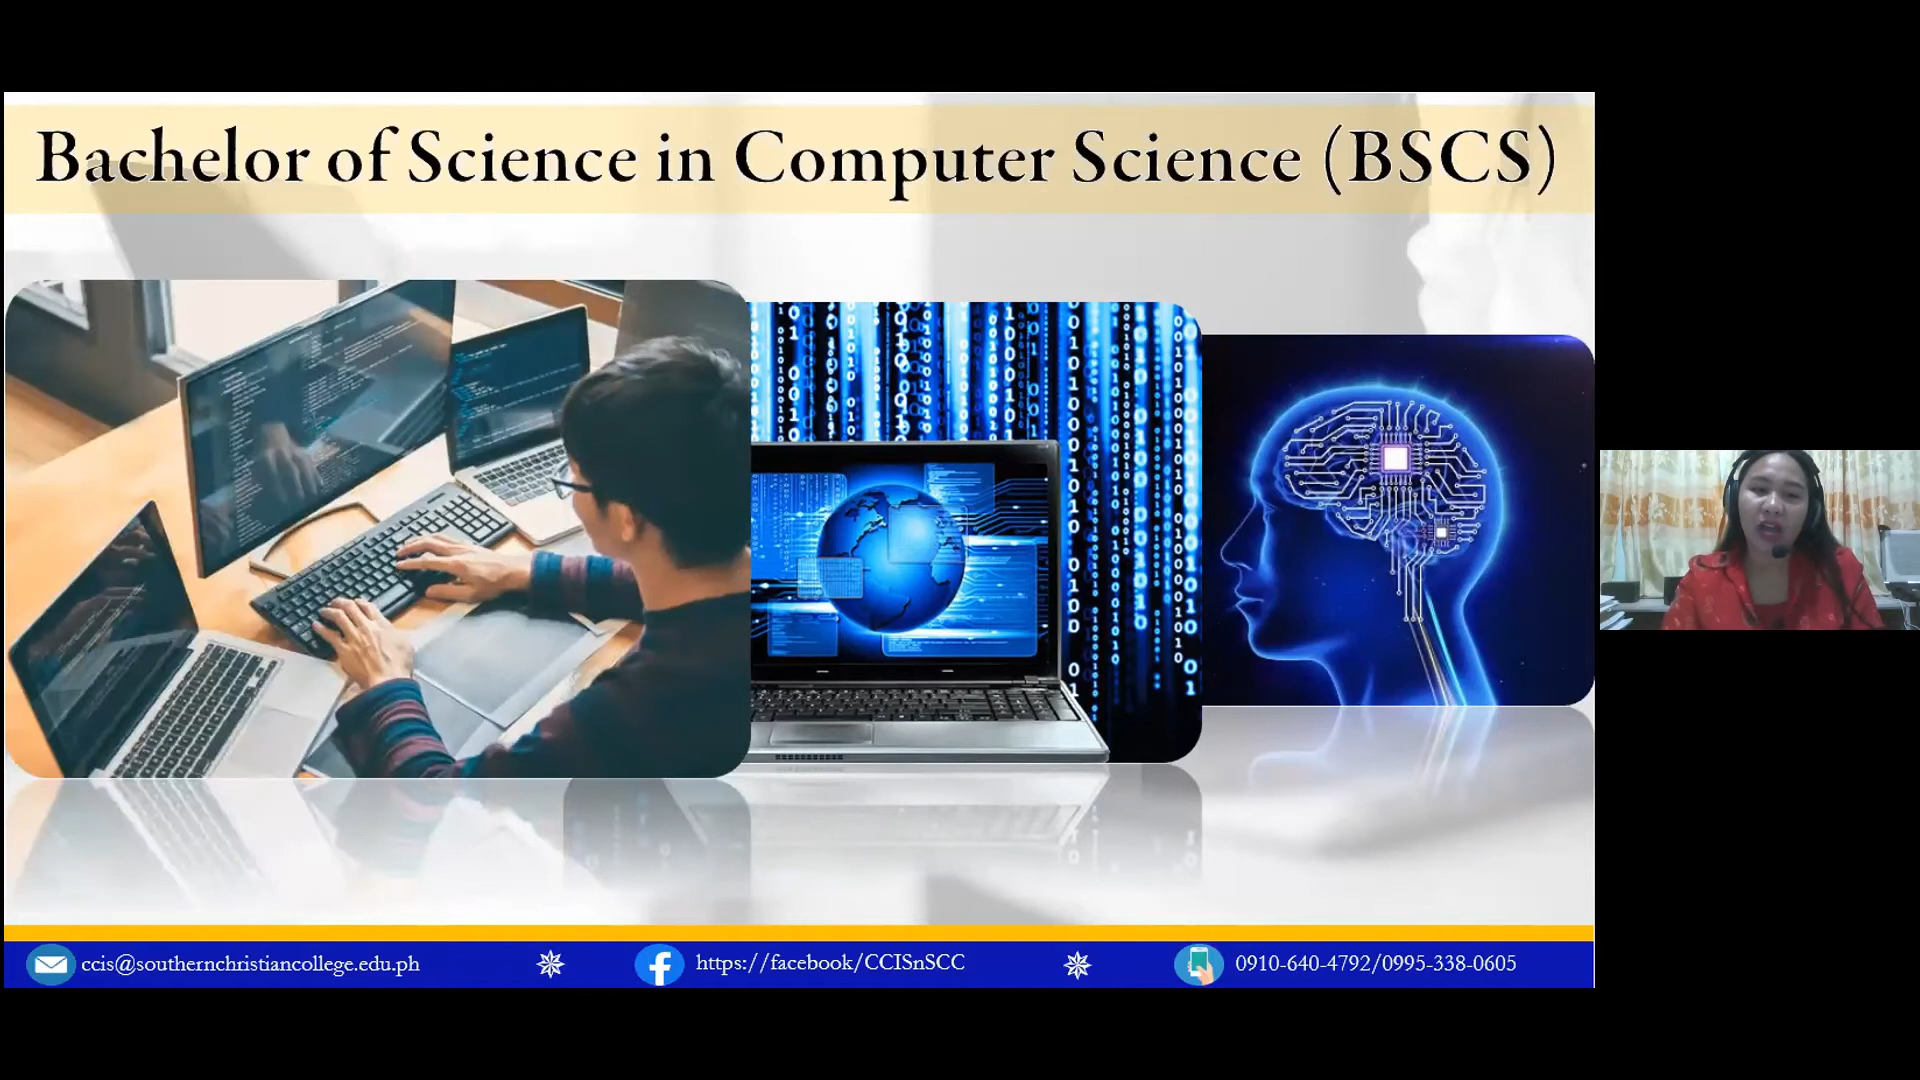 Bachelor of Science in Computer Science (BSCS)
ccis@southernchristiancollege.edu.ph
https://facebook/CCISnSCC
0910-640-4792/0995-338-0605